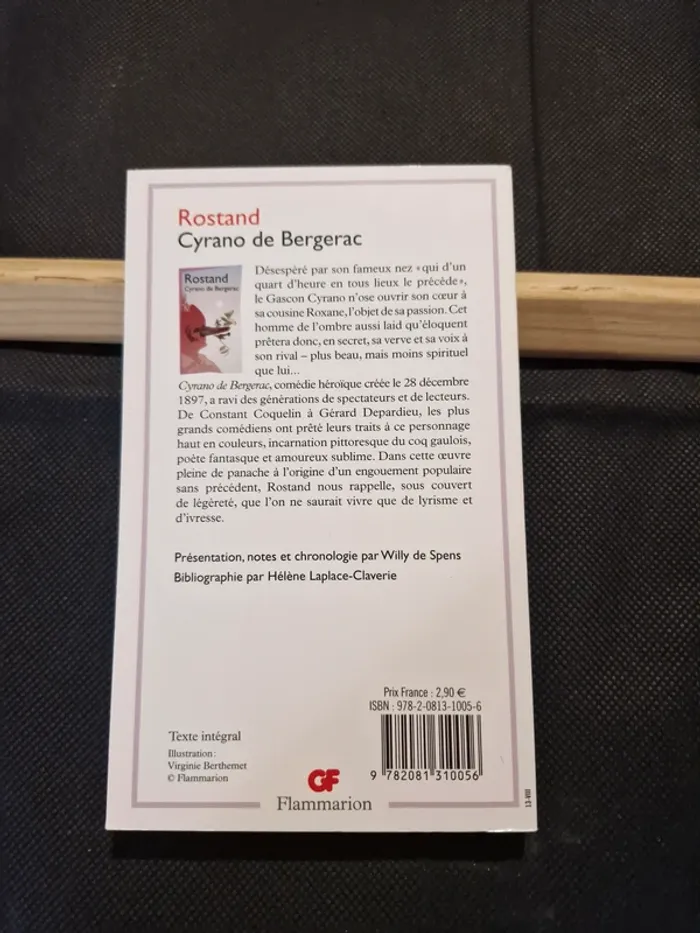 Rostand
Cyrano de Bergerac
Rostand
Cyrano de Bergerac
Désespéré par son fameux nez «qui d'un
quart d'heure en tous lieux le précède»,
le Gascon Cyrano n'ose ouvrir son cœur à
sa cousine Roxane, l'objet de sa passion. Cet
homme de l'ombre aussi laid qu'éloquent
prêtera donc, en secret, sa verve et sa voix à
son rival – plus beau, mais moins spirituel
que lui...
Cyrano de Bergerac, comédie héroïque créée le 28 décembre
1897, a ravi des générations de spectateurs et de lecteurs.
De Constant Coquelin à Gérard Depardieu, les plus
grands comédiens ont prêté leurs traits à ce personnage
haut en couleurs, incarnation pittoresque du coq gaulois,
poète fantasque et amoureux sublime. Dans cette œuvre
pleine de panache à l'origine d'un engouement populaire
sans précédent, Rostand nous rappelle, sous couvert
de légèreté, que l'on ne saurait vivre que de lyrisme et
d'ivresse.
Présentation, notes et chronologie par Willy de Spens
Bibliographie par Hélène Laplace-Claverie
Prix France : 2,90 €
ISBN : 978-2-0813-1005-6
9 782081 310056
Texte intégral
Illustration :
Virginie Berthemet
© Flammarion
GF
Flammarion
13-VIII